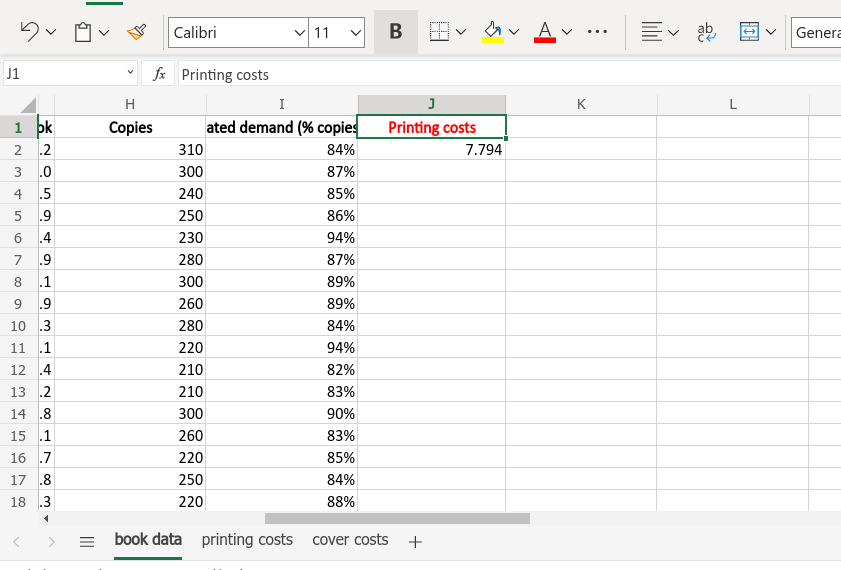 Calibri 11 B A ab Genera
J1 fx Printing costs
H I J K L
1 ok Copies ated demand (% copies Printing costs
2 .2 310 84% 7.794
3 .0 300 87%
4 .5 240 85%
5 .9 250 86%
6 .4 230 94%
7 .9 280 87%
8 .1 300 89%
9 .9 260 89%
10 .3 280 84%
11 .1 220 94%
12 .4 210 82%
13 .2 210 83%
14 .8 300 90%
15 .1 260 83%
16 .7 220 85%
17 .8 250 84%
18 .3 220 88%
book data printing costs cover costs